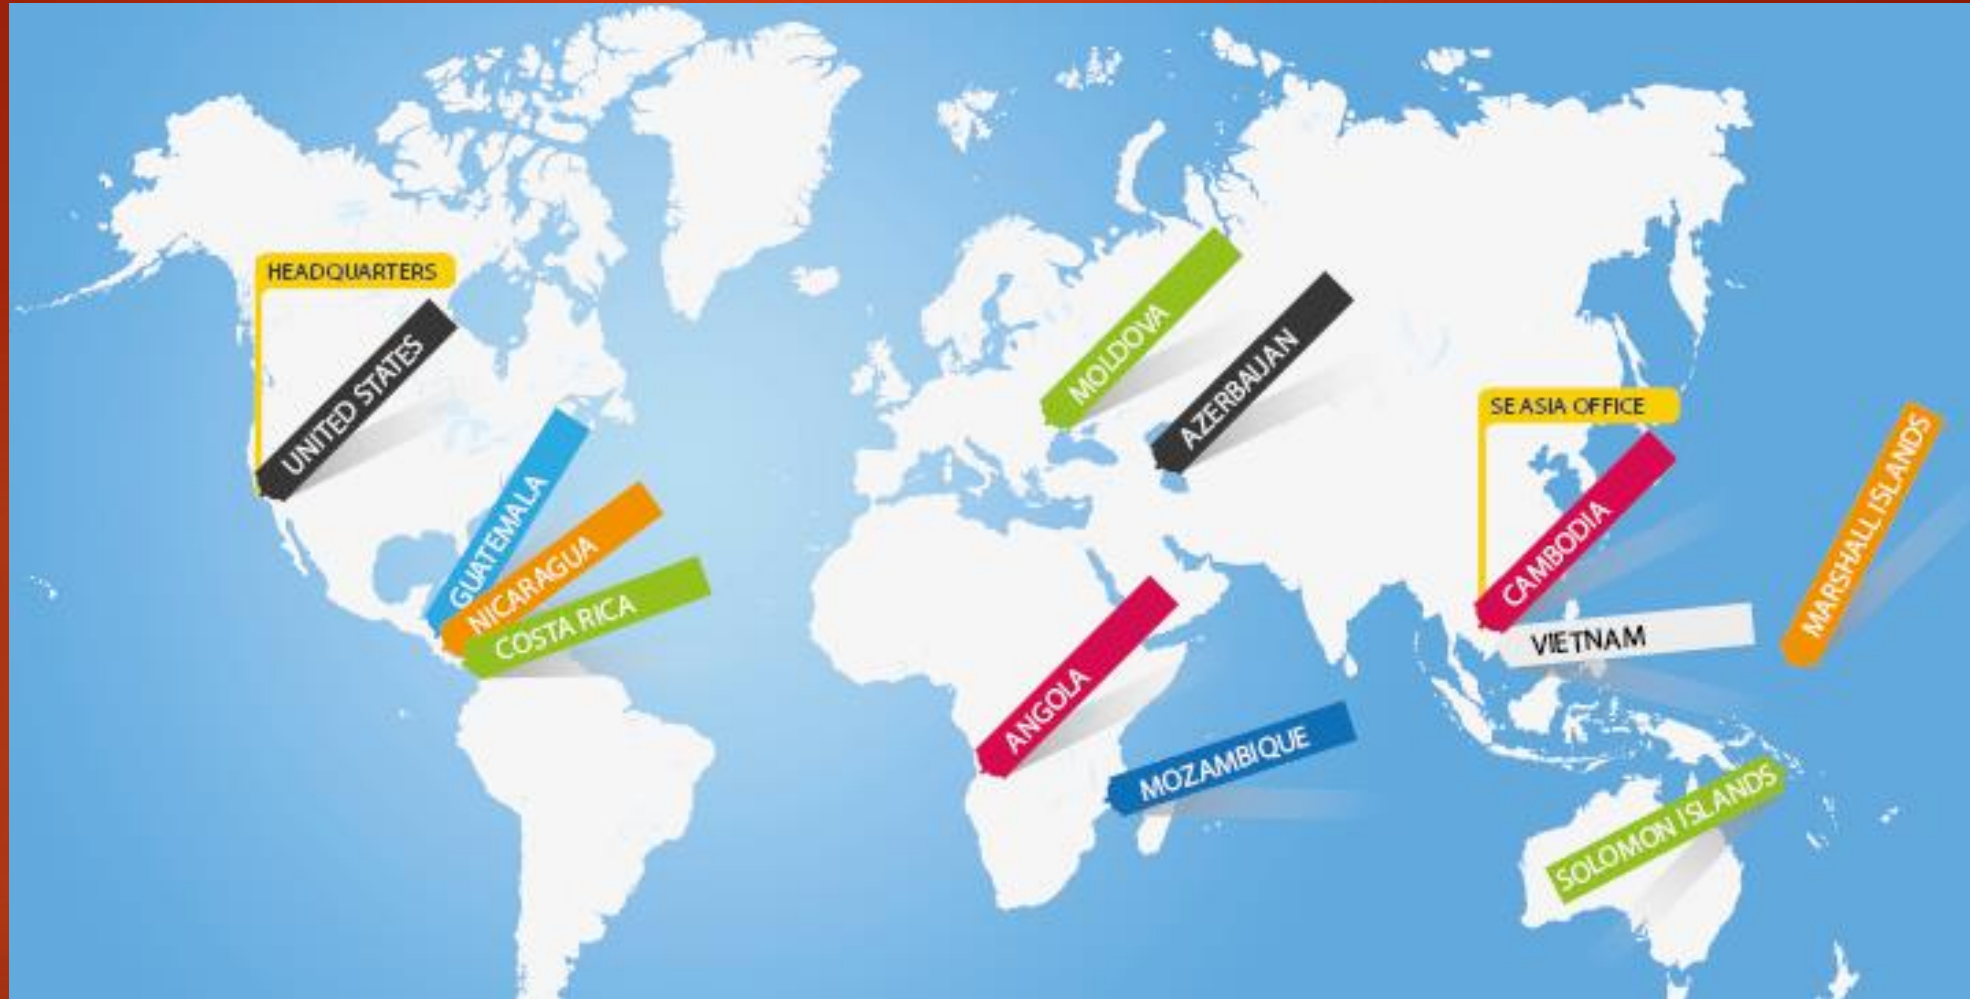 HEADQUARTERS
UNITED STATES
GUATEMALA
NICARAGUA
COSTA RICA
MOLDOVA
AZERBAIJAN
ANGOLA
MOZAMBIQUE
SE ASIA OFFICE
CAMBODIA
VIETNAM
MARSHALL ISLANDS
SOLOMON ISLANDS